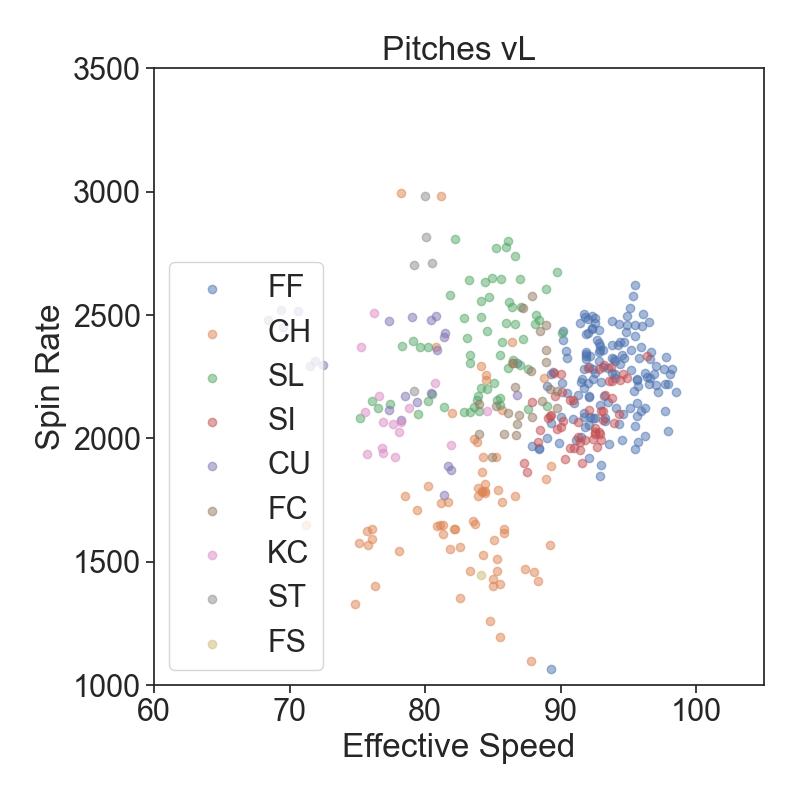 Pitches vL
3500
3000
2500
2000
1500
1000
Spin Rate
FF
CH
SL
SI
CU
FC
KC
ST
FS
60 70 80 90 100
Effective Speed